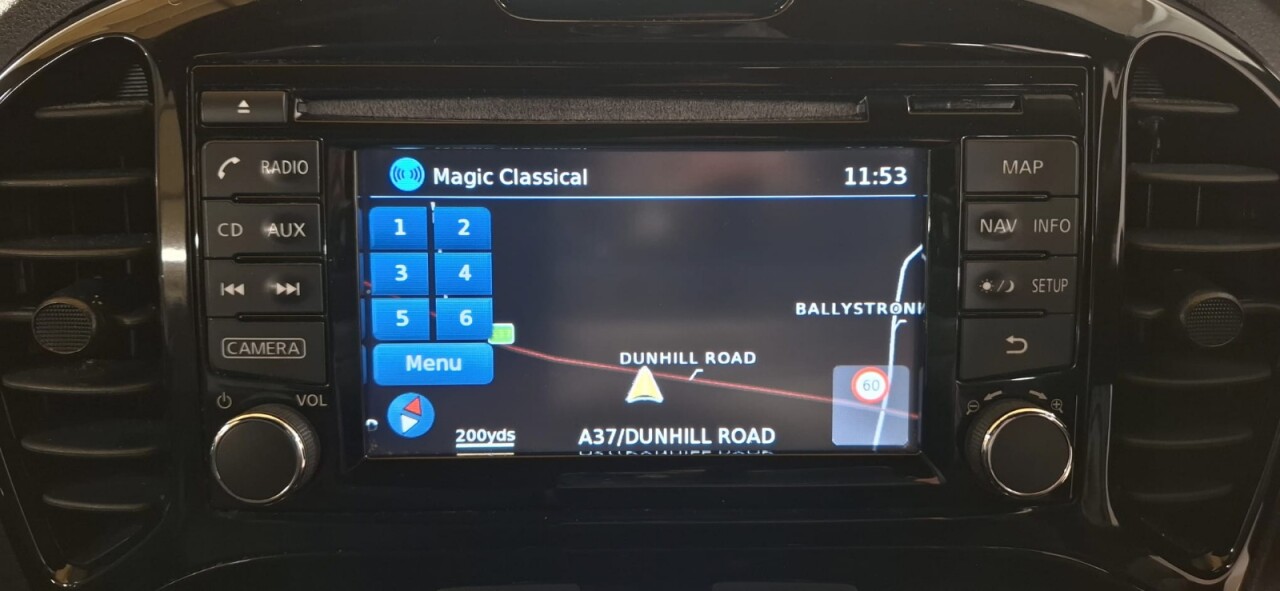 RADIO
Magic Classical 11:53
MAP
CD AUX
1 2
NAV INFO
3 4
SETUP
BALLYSTRON
5 6
CAMERA
Menu
DUNHILL ROAD
60
VOL
200yds
A37/DUNHILL ROAD